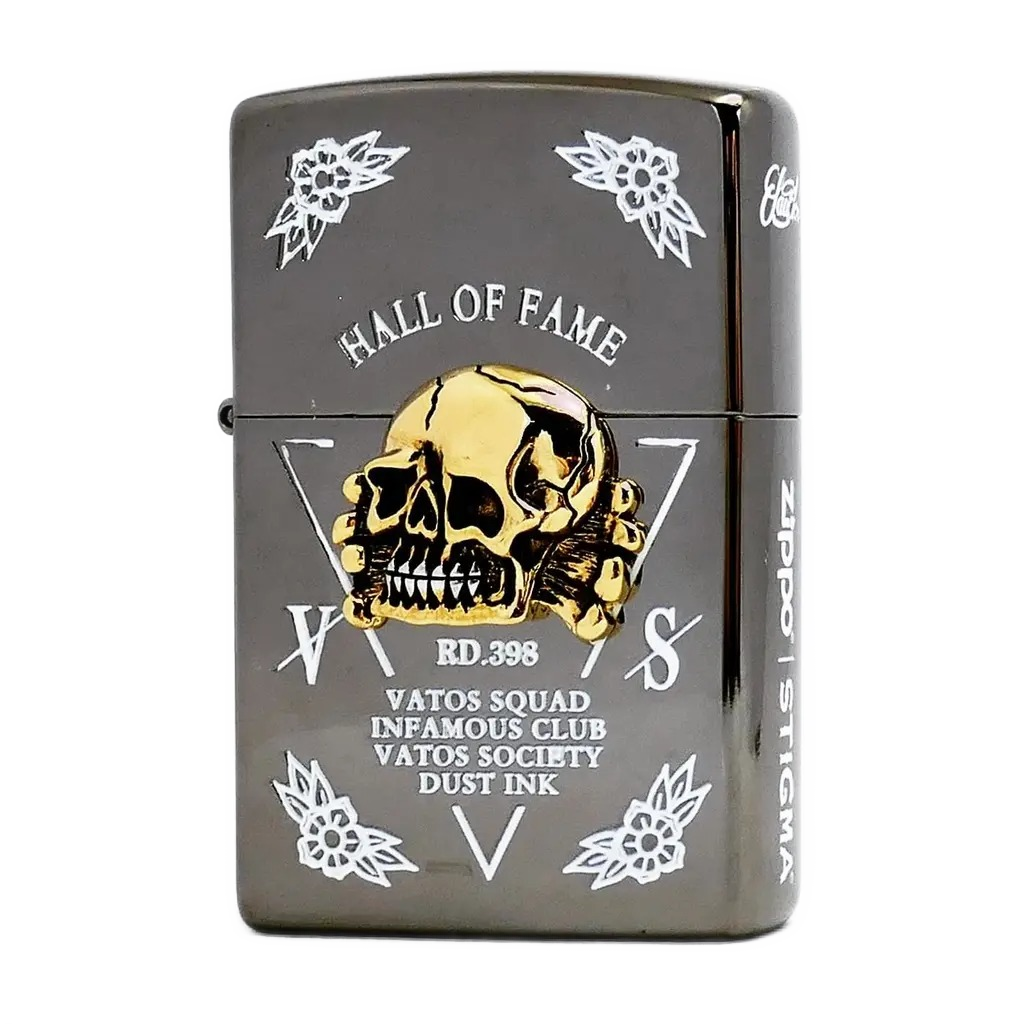 HALL OF FAME
V S
RD.398
VATOS SQUAD
INFAMOUS CLUB
VATOS SOCIETY
DUST INK
Zippo | STIGMA